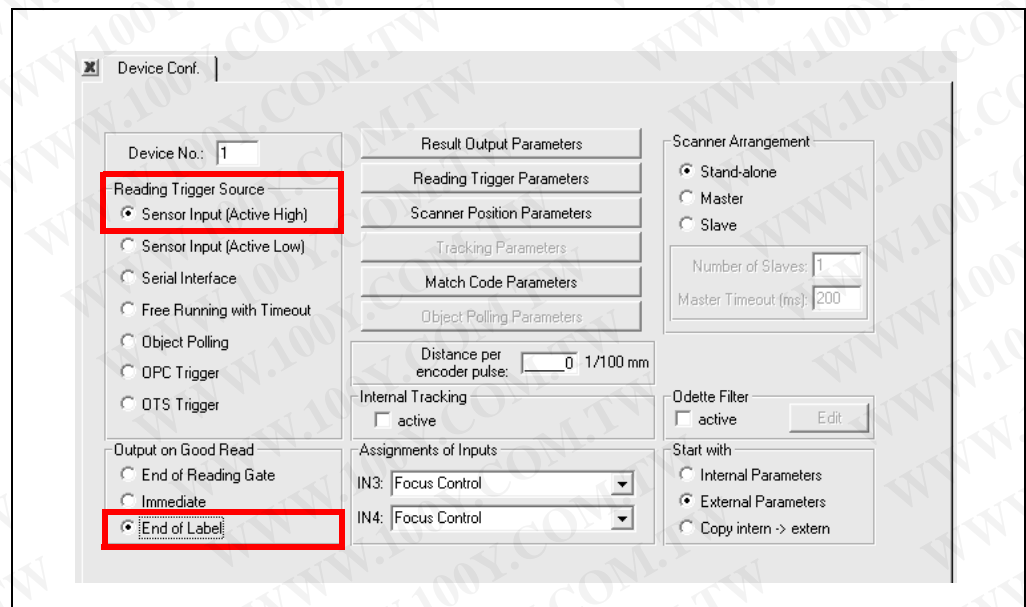 Device Conf.
Device No.: 1
Reading Trigger Source
Sensor Input (Active High)
Sensor Input (Active Low)
Serial Interface
Free Running with Timeout
Object Polling
OPC Trigger
OTS Trigger
Output on Good Read
End of Reading Gate
Immediate
End of Label
Result Output Parameters
Reading Trigger Parameters
Scanner Position Parameters
Tracking Parameters
Match Code Parameters
Object Polling Parameters
Distance per
encoder pulse: _____0 1/100 mm
Internal Tracking
active
Assignments of Inputs
IN3: Focus Control
IN4: Focus Control
Scanner Arrangement
Stand-alone
Master
Slave
Number of Slaves: 1
Master Timeout (ms): 200
Odette Filter
active Edit
Start with
Internal Parameters
External Parameters
Copy intern -> extern
WWW.100Y.COM.TW